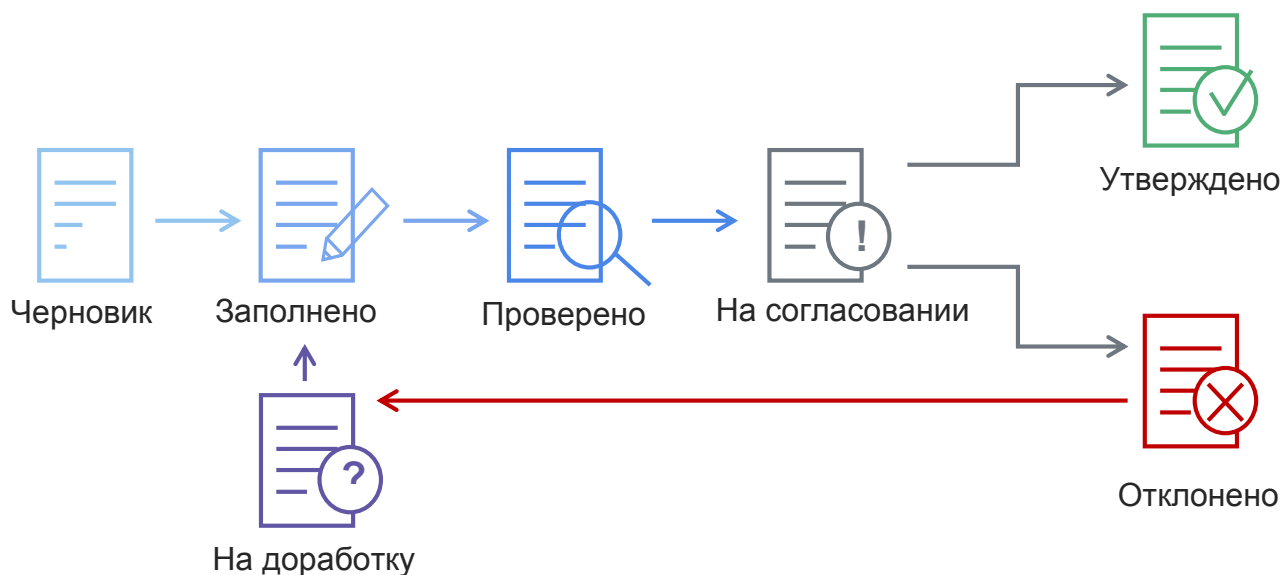 Утверждено
Черновик
Заполнено
Проверено
!
На согласовании
Отклонено
?
На доработку